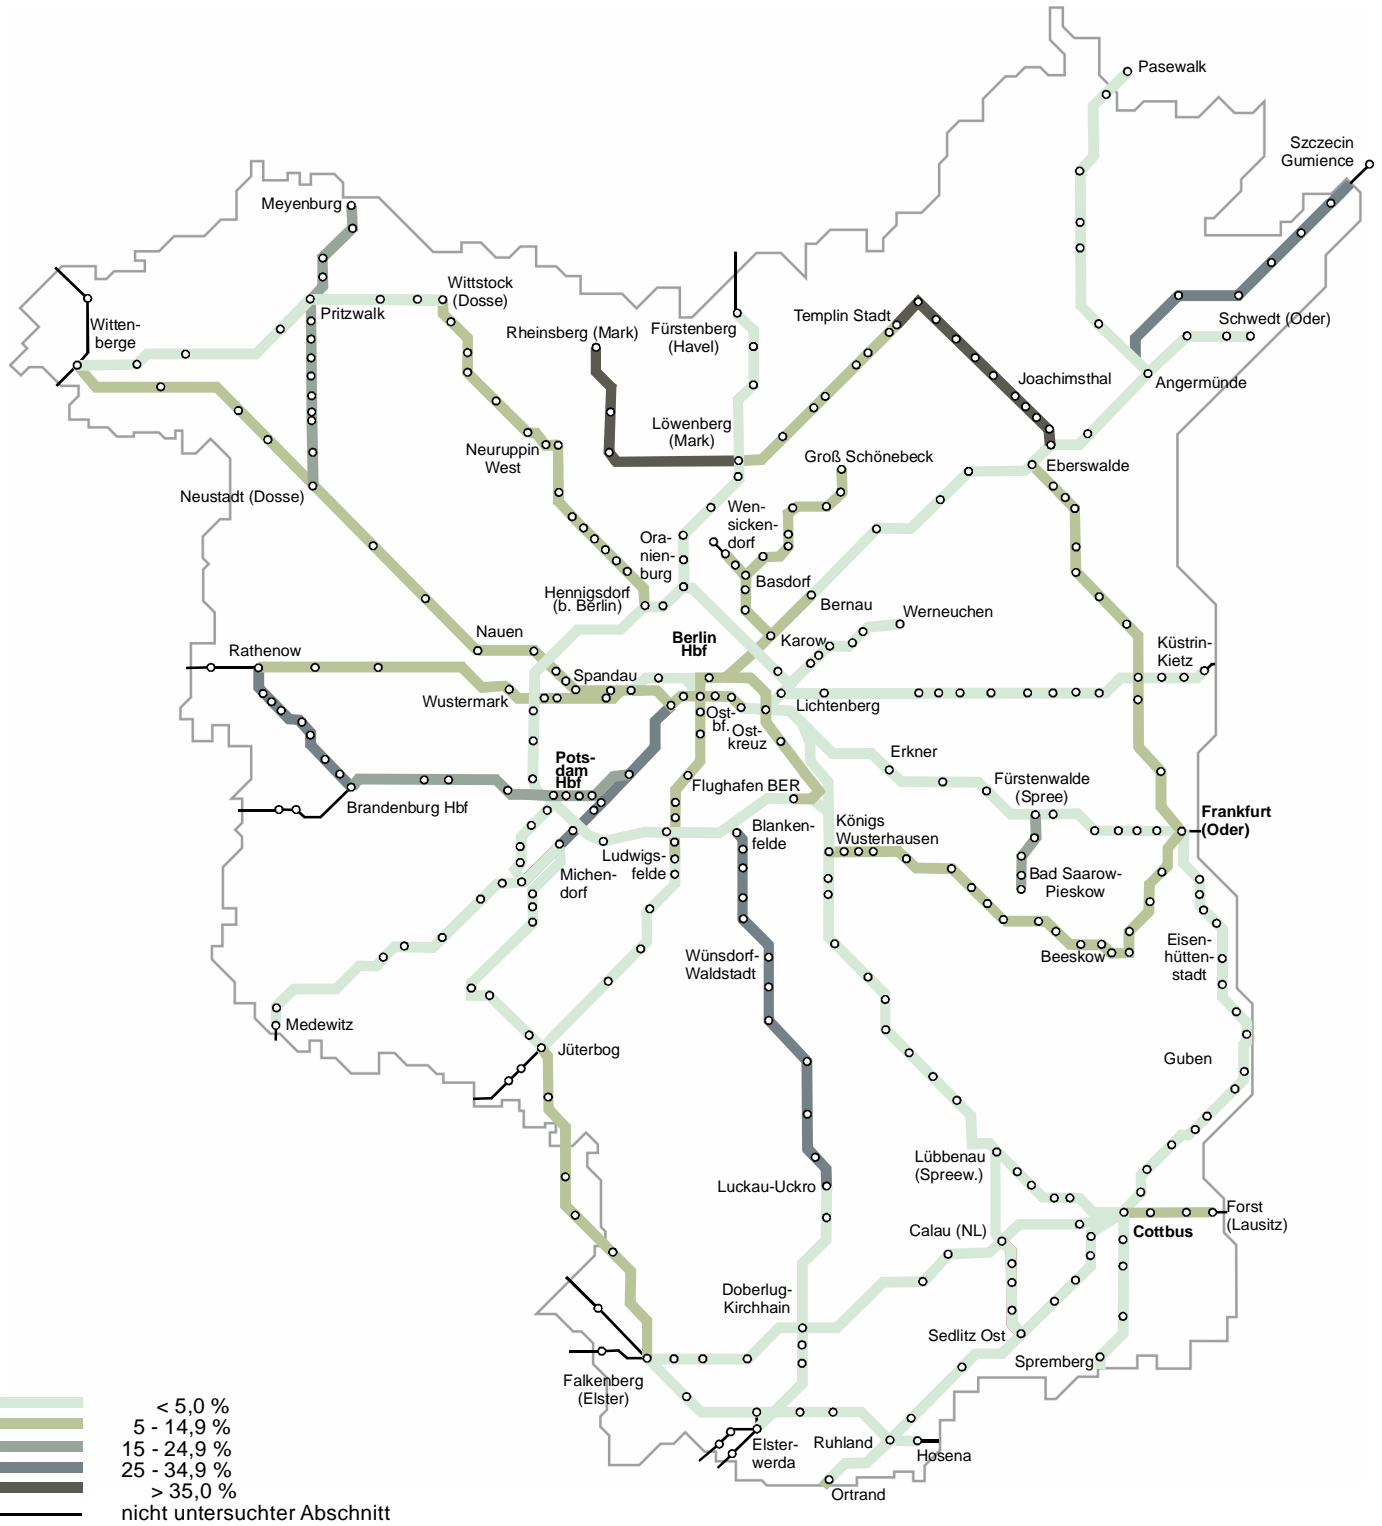 Pasewalk
Szczecin
Gumience
Meyenburg
Wittstock
(Dosse)
Pritzwalk
Witten-
berge
Rheinsberg (Mark)
Fürstenberg
(Havel)
Templin Stadt
Schwedt (Oder)
Joachimsthal
Angermünde
Löwenberg
(Mark)
Neuruppin
West
Groß Schönebeck
Eberswalde
Neustadt (Dosse)
Wen-
sicken-
dorf
Ora-
nien-
burg
Basdorf
Hennigsdorf
(b. Berlin)
Bernau
Werneuchen
Nauen
Berlin
Hbf
Karow
Küstrin-
Kietz
Rathenow
Spandau
Wustermark
Lichtenberg
Ost-
bf.
Ost-
kreuz
Erkner
Pots-
dam
Hbf
Flughafen BER
Fürstenwalde
(Spree)
Brandenburg Hbf
Frankfurt
(Oder)
Blanken-
felde
Königs
Wusterhausen
Ludwigs-
felde
Michen-
dorf
Bad Saarow-
Pieskow
Wünsdorf-
Waldstadt
Beeskow
Eisen-
hütten-
stadt
Medewitz
Jüterbog
Guben
Lübbenau
(Spreew.)
Luckau-Uckro
Forst
(Lausitz)
Calau (NL)
Cottbus
Doberlug-
Kirchhain
Sedlitz Ost
Spremberg
Falkenberg
(Elster)
Elster-
werda
Ruhland
Hosena
Ortrand
< 5,0 %
5 - 14,9 %
15 - 24,9 %
25 - 34,9 %
> 35,0 %
nicht untersuchter Abschnitt